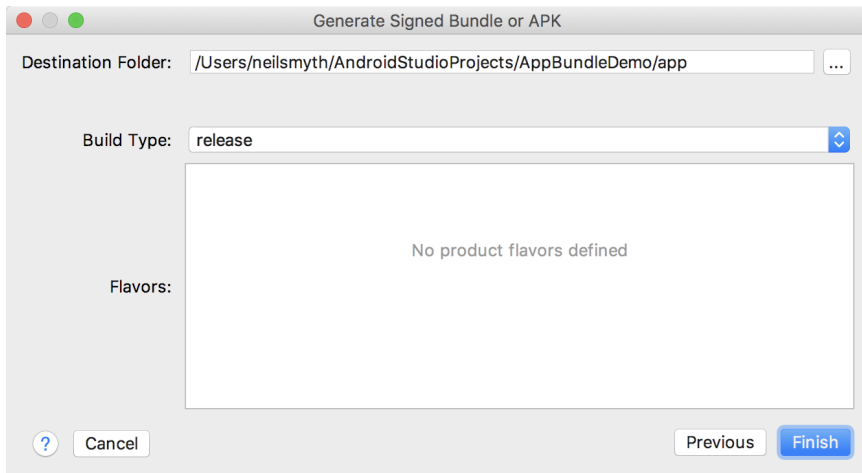 Generate Signed Bundle or APK
Destination Folder: /Users/neilsmyth/AndroidStudioProjects/AppBundleDemo/app ...
Build Type: release
No product flavors defined
Flavors:
? Cancel Previous Finish